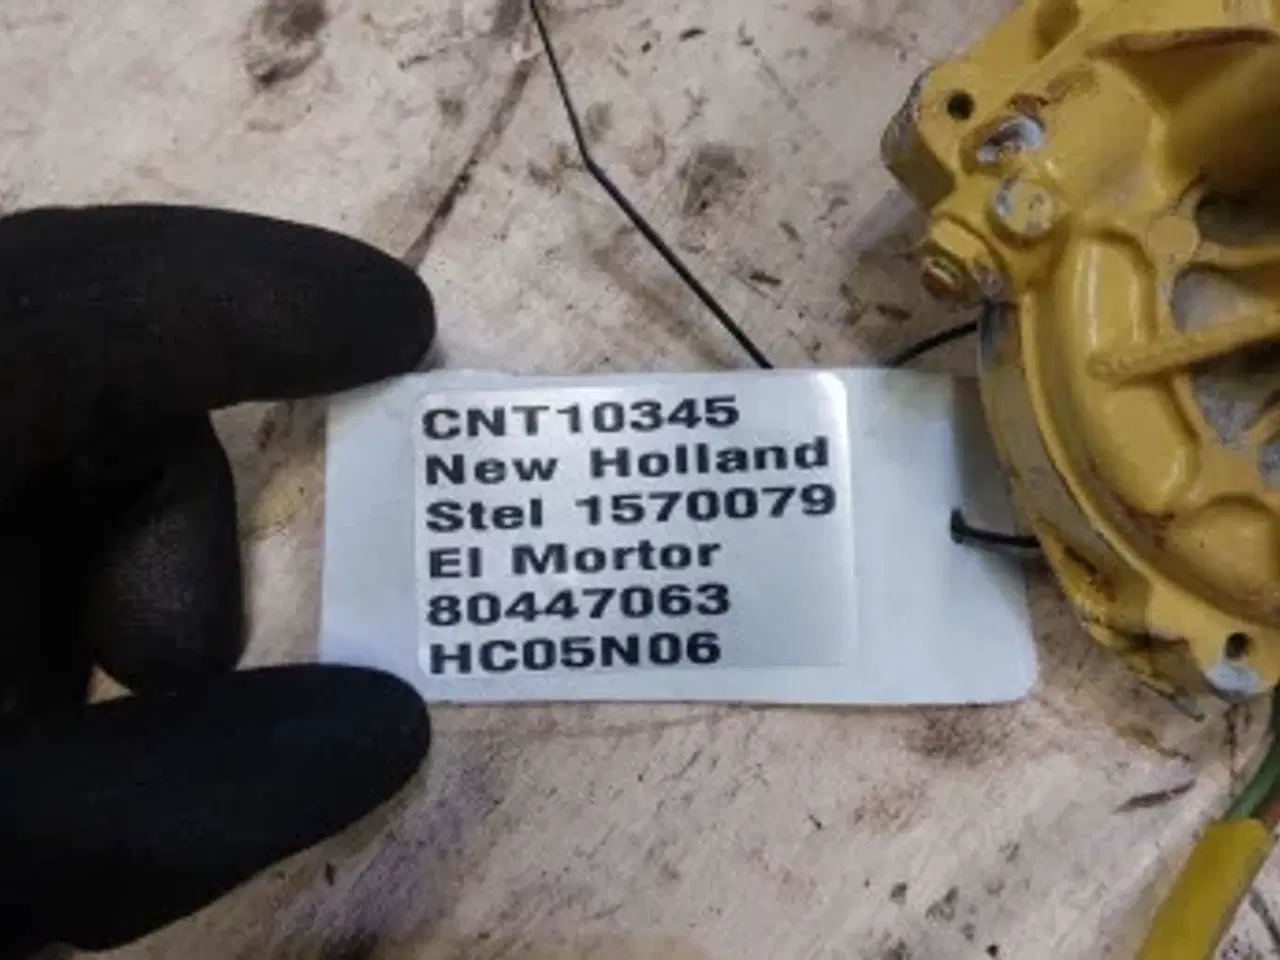 CNT10345
New Holland
Stel 1570079
El Mortor
80447063
HC05N06